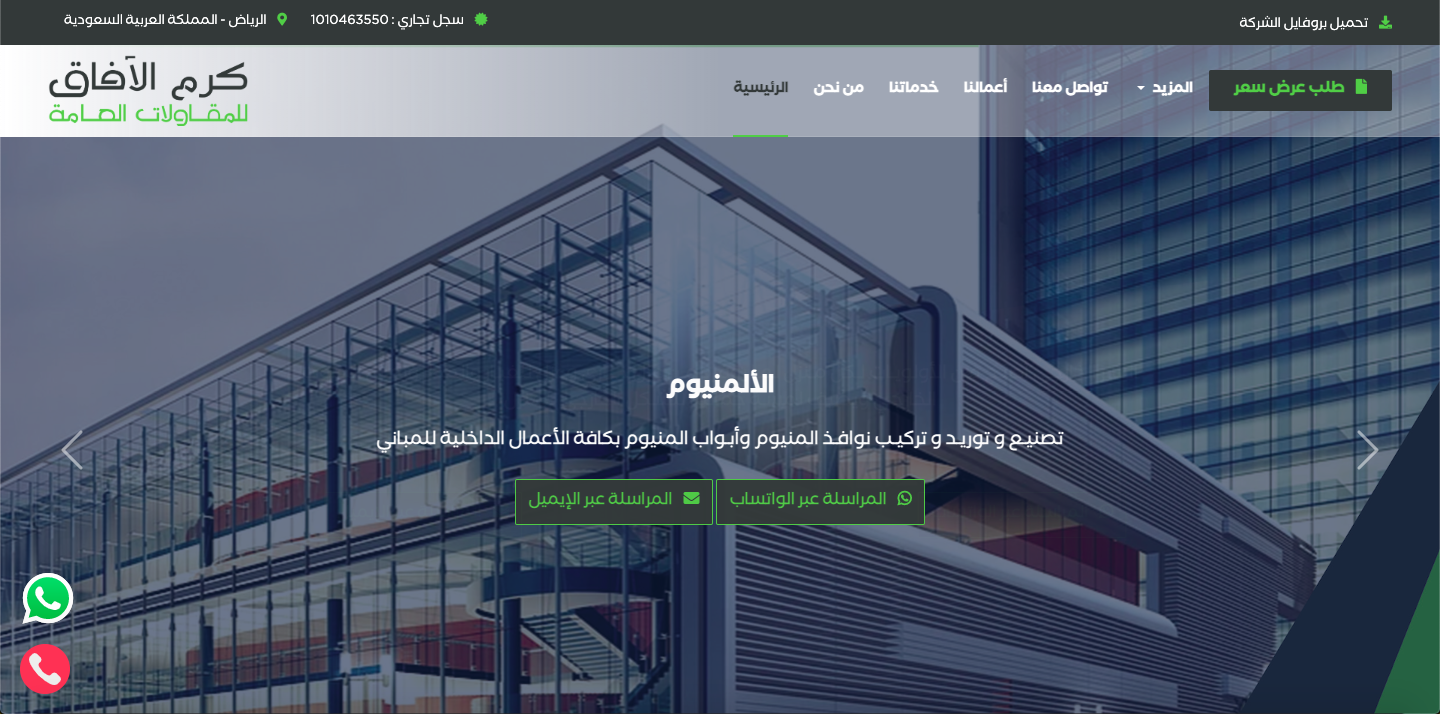 تحميل بروفايل الشركة
سجل تجاري : 1010463550
الرياض - المملكة العربية السعودية
كرم الآفاق
للمقاولات العامة
طلب عرض سعر
الرئيسية
من نحن
خدماتنا
أعمالنا
تواصل معنا
المزيد
الألمنيوم
تصنيع و توريد و تركيب نوافذ المنيوم وأبواب المنيوم بكافة الأعمال الداخلية للمباني
المراسلة عبر الواتساب
المراسلة عبر الإيميل